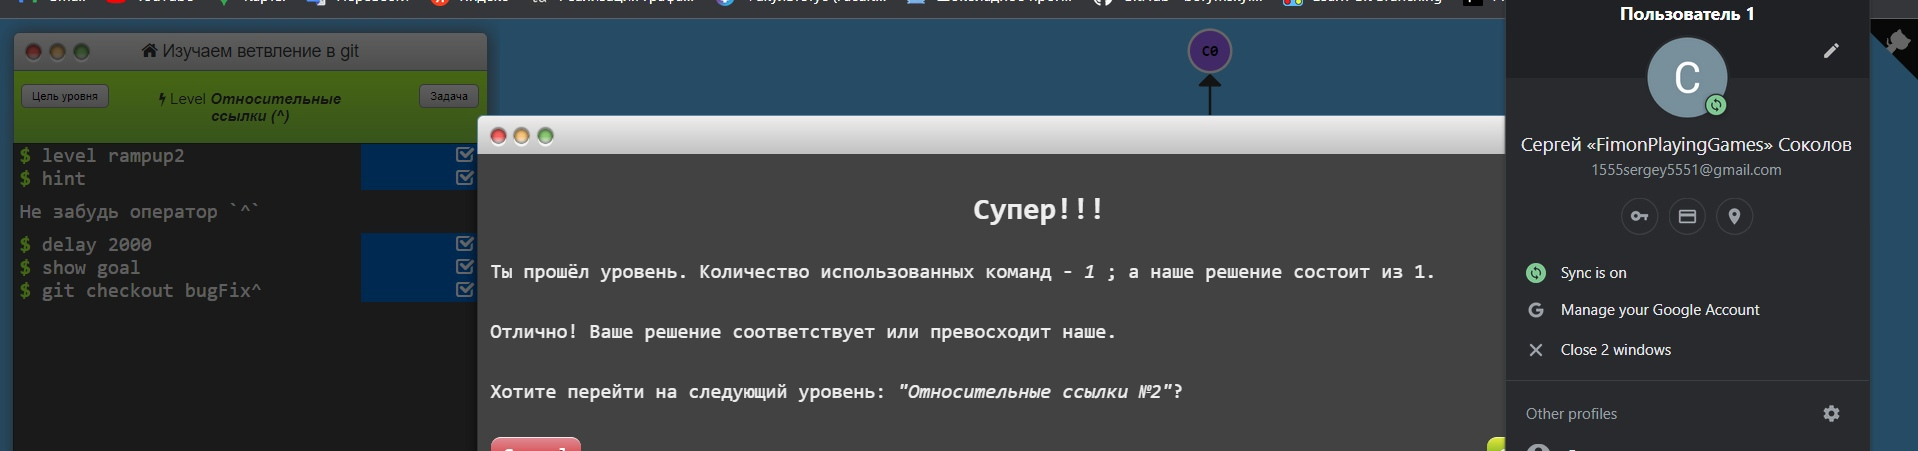 Пользователь 1
Изучаем ветвление в git
C0
Цель уровня
Level Относительные
ссылки (^)
Задача
C
$ level rampup2
$ hint
Не забудь оператор `^`
$ delay 2000
$ show goal
$ git checkout bugFix^
Супер!!!
Ты прошёл уровень. Количество использованных команд - 1 ; а наше решение состоит из 1.
Отлично! Ваше решение соответствует или превосходит наше.
Хотите перейти на следующий уровень: "Относительные ссылки №2"?
Сергей «FimonPlayingGames» Соколов
1555sergey5551@gmail.com
Sync is on
Manage your Google Account
Close 2 windows
Other profiles